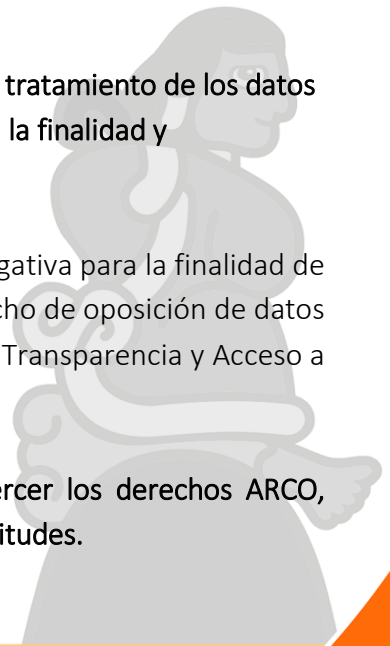 tratamiento de los datos
la finalidad y
gativa para la finalidad de
cho de oposición de datos
Transparencia y Acceso a
ercer los derechos ARCO,
itudes.